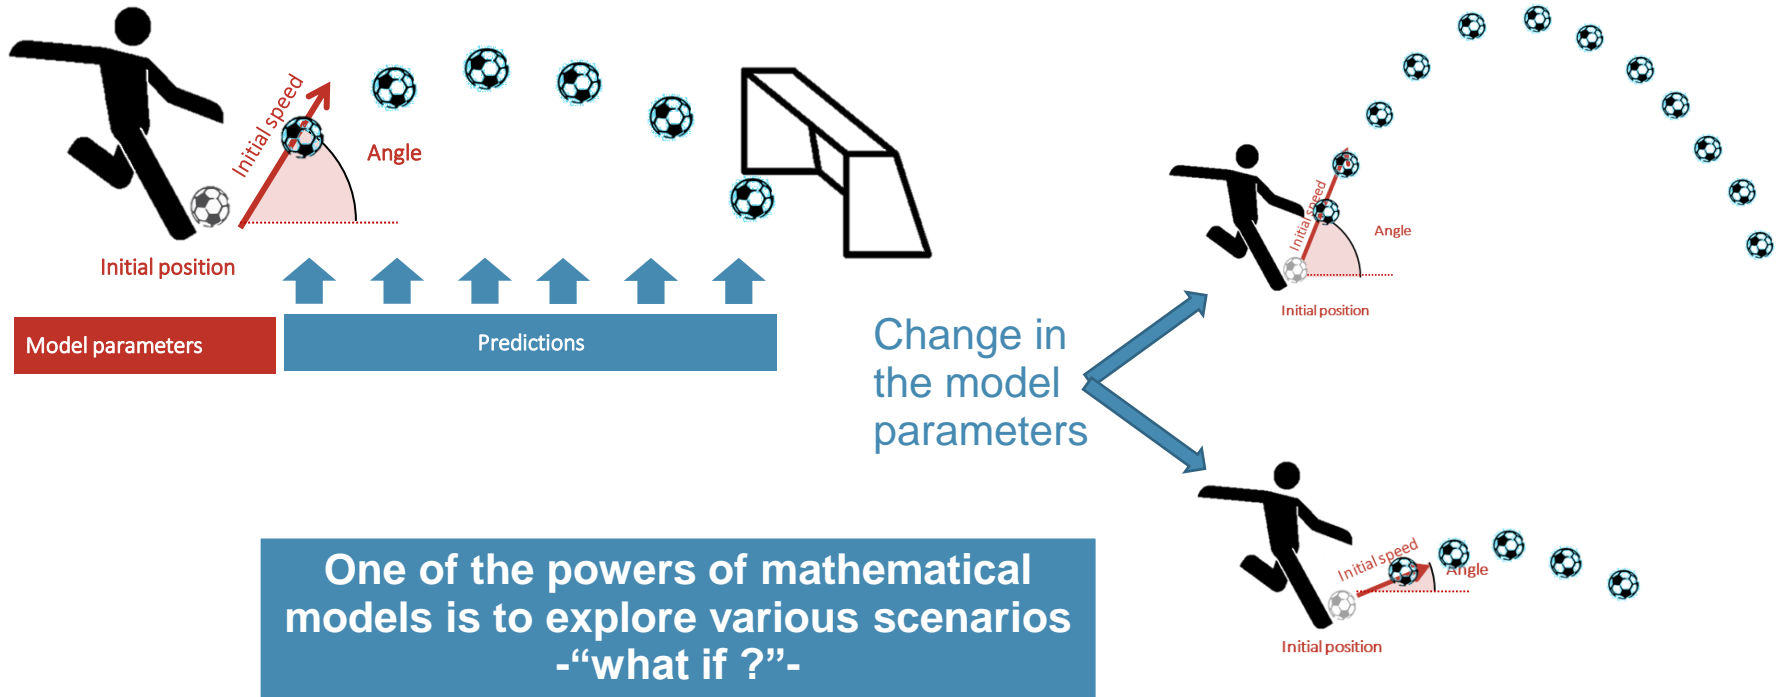 Initial speed
Angle
Initial position
Model parameters
Predictions
Change in
the model
parameters
Initial speed
Angle
Initial position
Initial speed
Angle
Initial position
One of the powers of mathematical
models is to explore various scenarios
-“what if ?”-